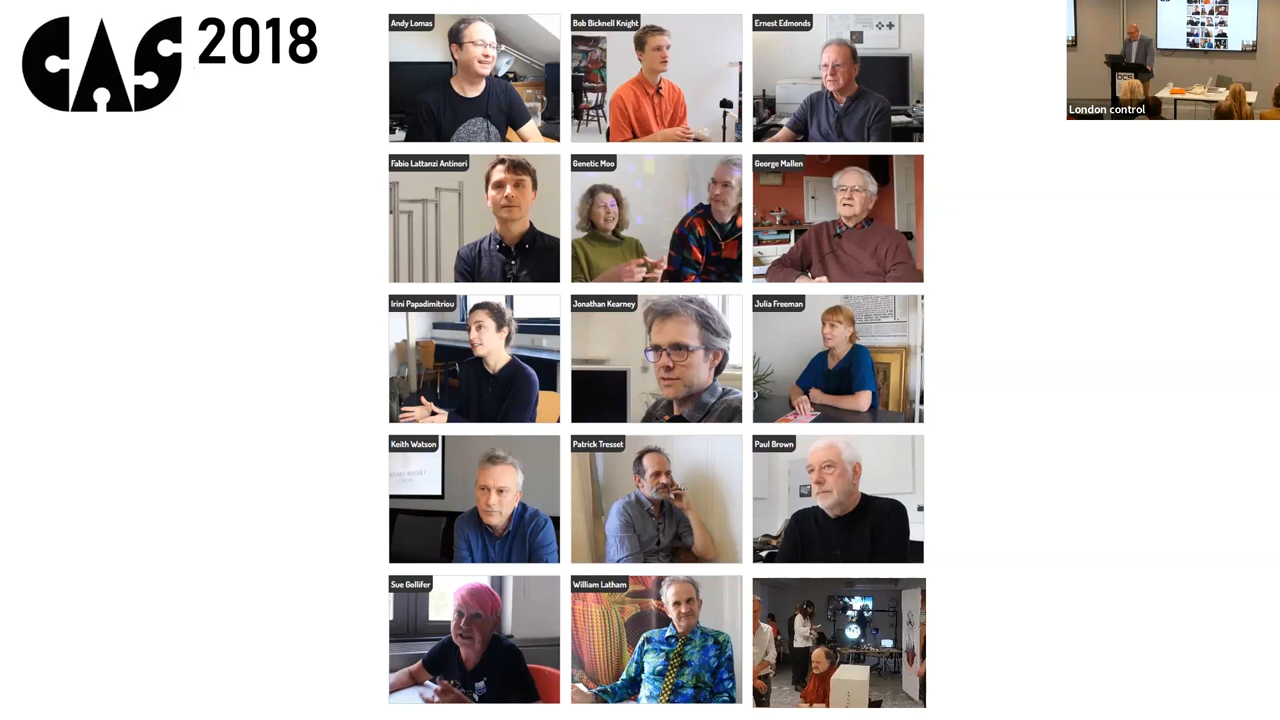 CAS 2018
Andy Lomas
Bob Bicknell Knight
Ernest Edmonds
Fabio Lattanzi Antinori
Genetic Moo
George Mallen
Irini Papadimitriou
Jonathan Kearney
Julia Freeman
Keith Watson
Patrick Tresset
Paul Brown
Sue Gollifer
William Latham
bcs
London control